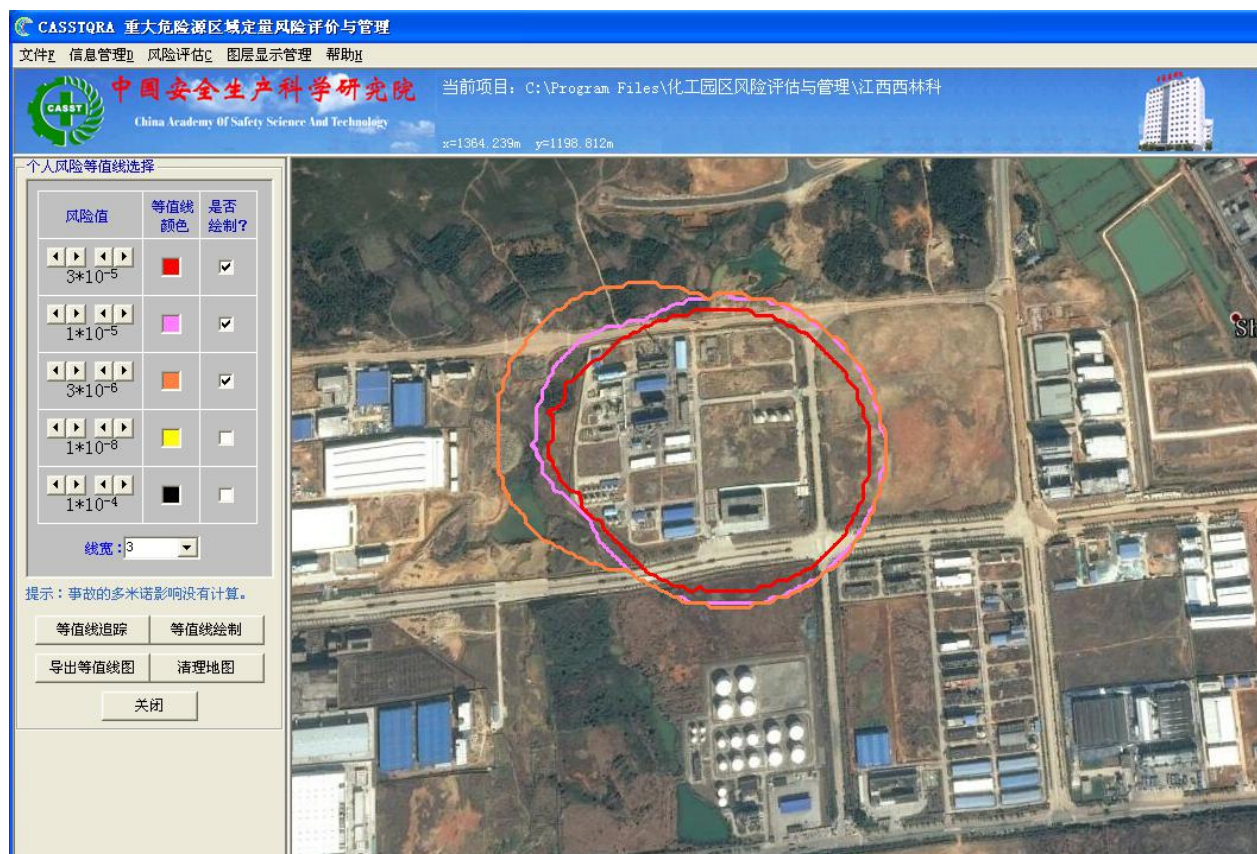 CASSTQRA 重大危险源区域定量风险评价与管理
文件F 信息管理D 风险评估C 图层显示管理 帮助H
CASST
中国安全生产科学研究院
China Academy Of Safety Science And Technology
当前项目：C:\Program Files\化工园区风险评估与管理\江西西林科
x=1364.239m y=1198.812m
个人风险等值线选择
风险值 等值线颜色 是否绘制?
3*10-5
1*10-5
3*10-6
1*10-8
1*10-4
线宽：3
提示：事故的多米诺影响没有计算。
等值线追踪 等值线绘制
导出等值线图 清理地图
关闭